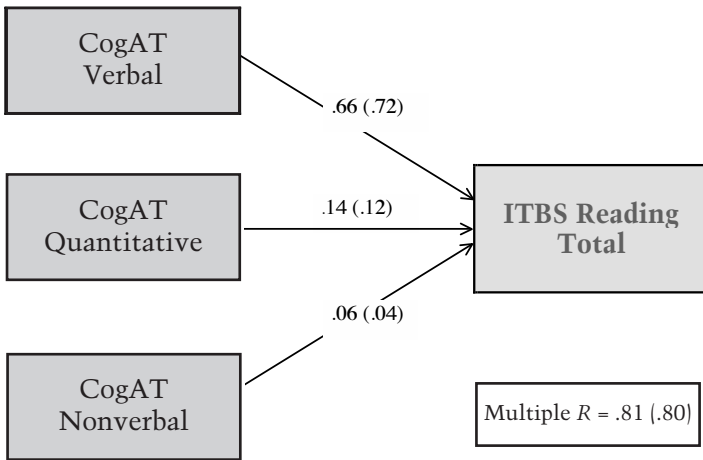 CogAT
Verbal
.66 (.72)
CogAT
Quantitative
.14 (.12)
ITBS Reading
Total
.06 (.04)
CogAT
Nonverbal
Multiple R = .81 (.80)